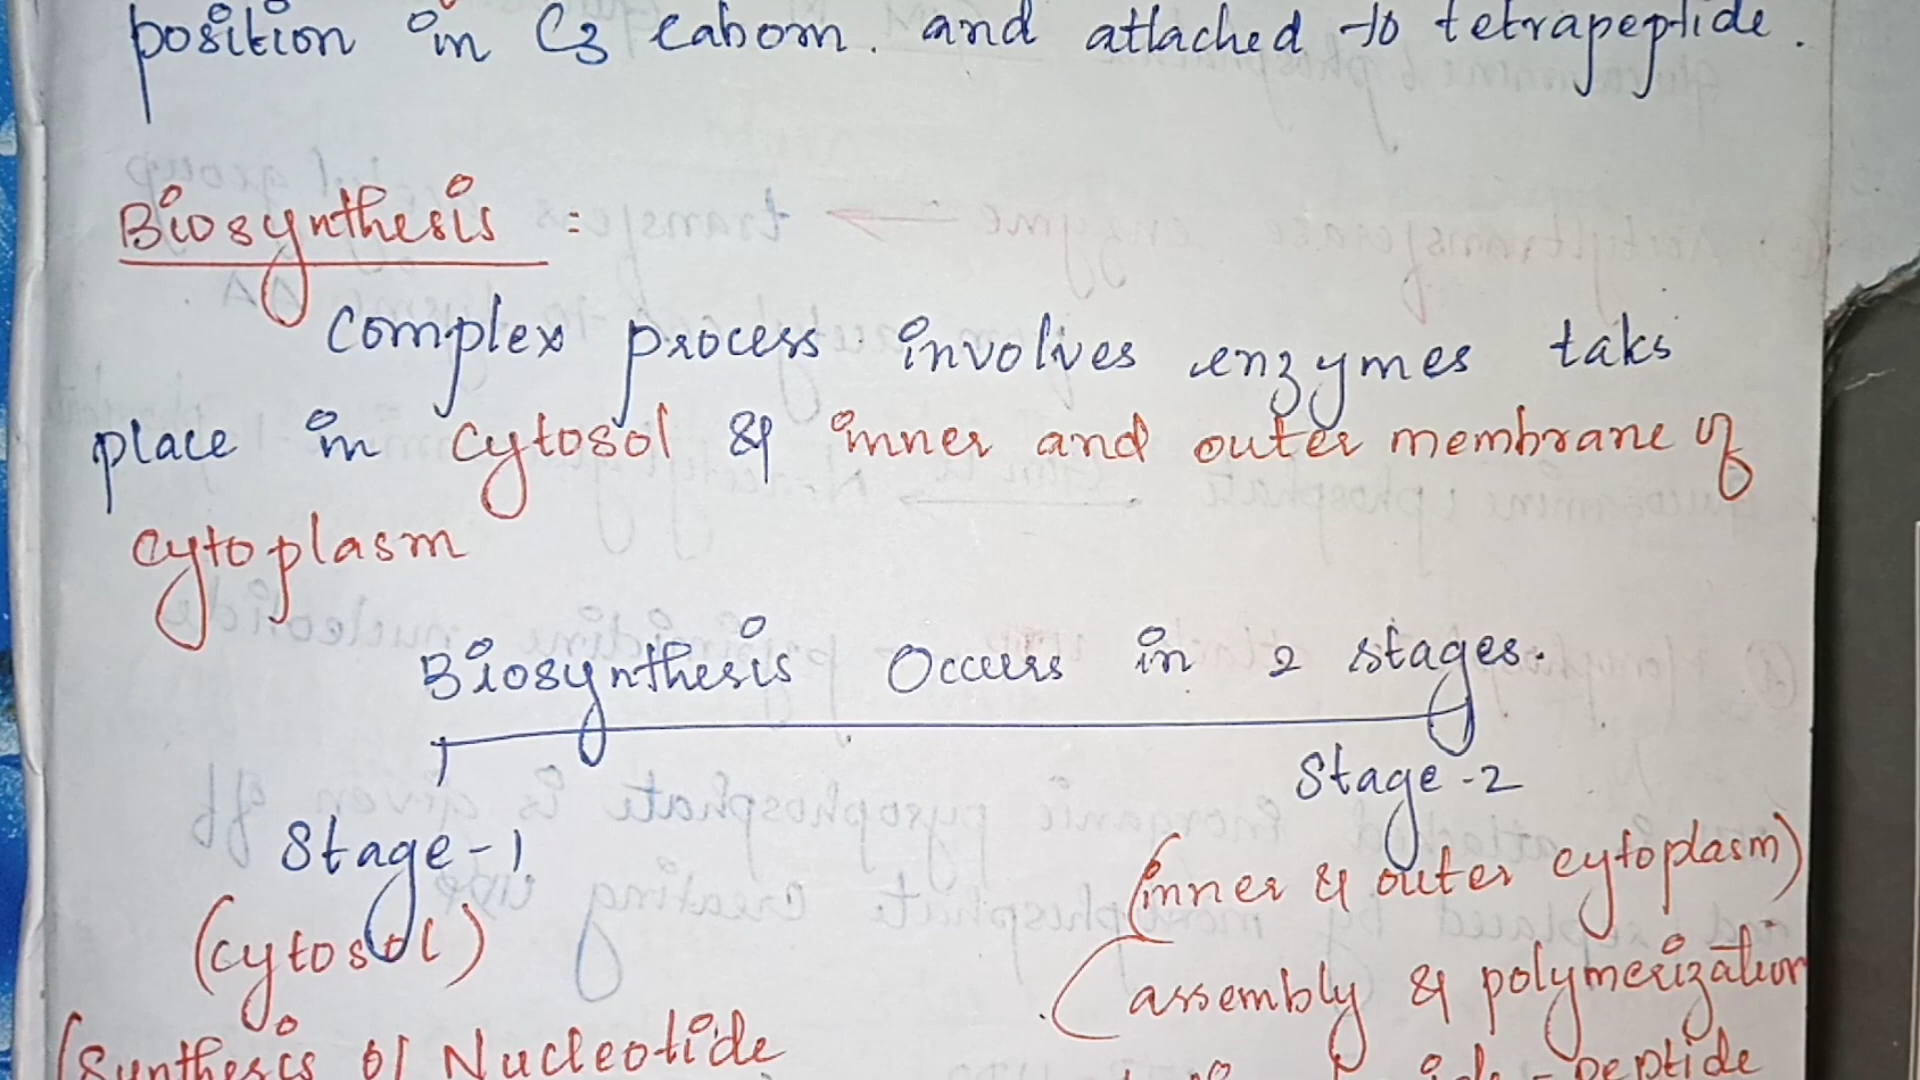 position in C3 cabom. and attached to tetrapeptide.
Biosynthesis :
Complex process involves enzymes taks
place in cytosol & inner and outer membrane of
cytoplasm
Biosynthesis Occurs in 2 stages.
Stage-1
(cytosol)
(Synthesis of Nucleotide
Stage-2
(inner & outer cytoplasm)
(assembly & polymerization
peptide